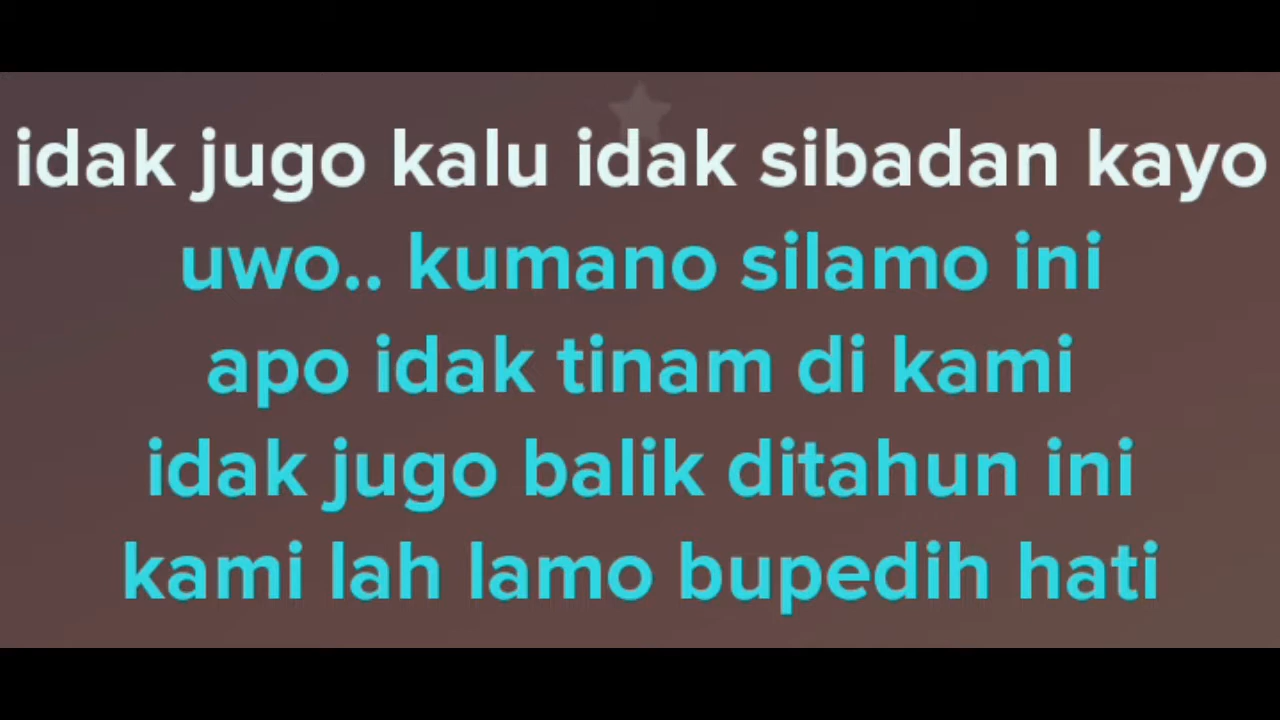 idak jugo kalu idak sibadan kayo
uwo.. kumano silamo ini
apo idak tinam di kami
idak jugo balik ditahun ini
kami lah lamo bupedih hati